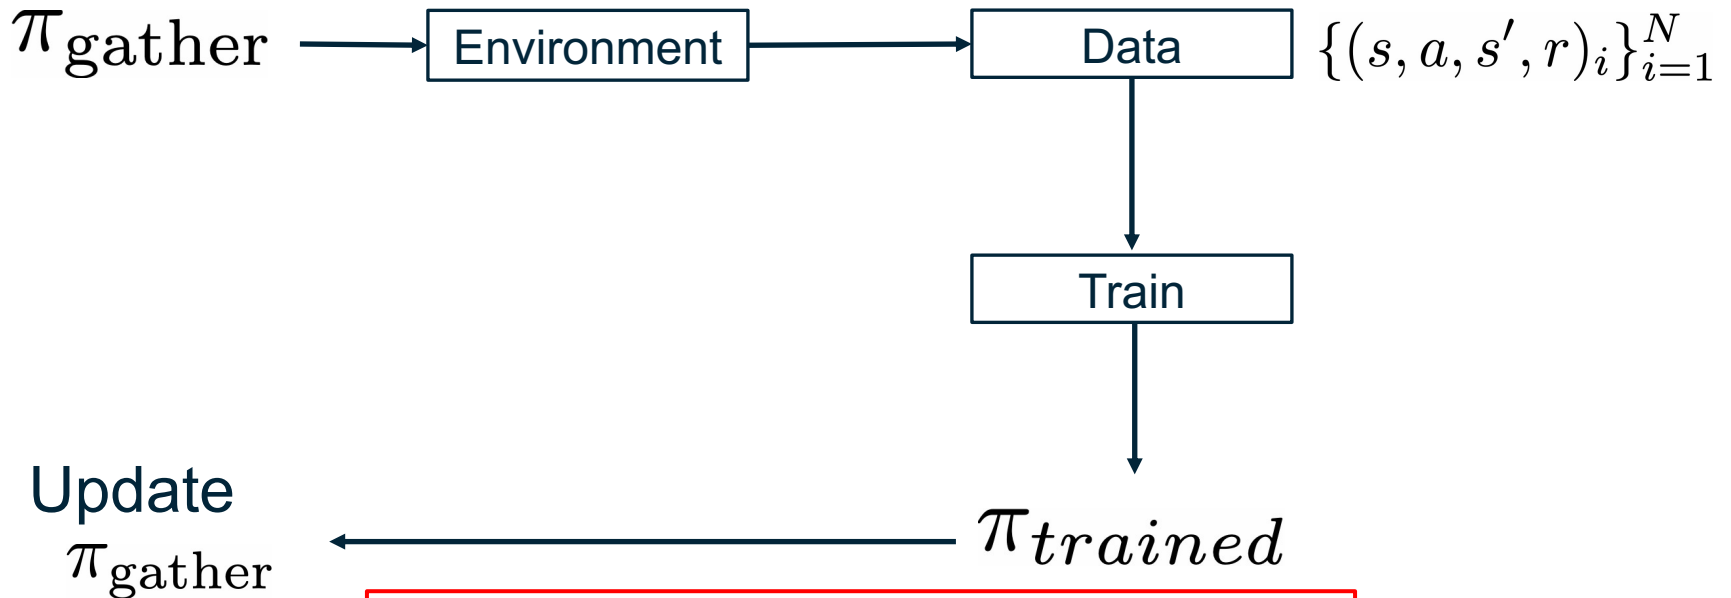 π_gather Environment Data {(s, a, s′, r)_i}_{i=1}^N
Train
Update
π_gather π_trained